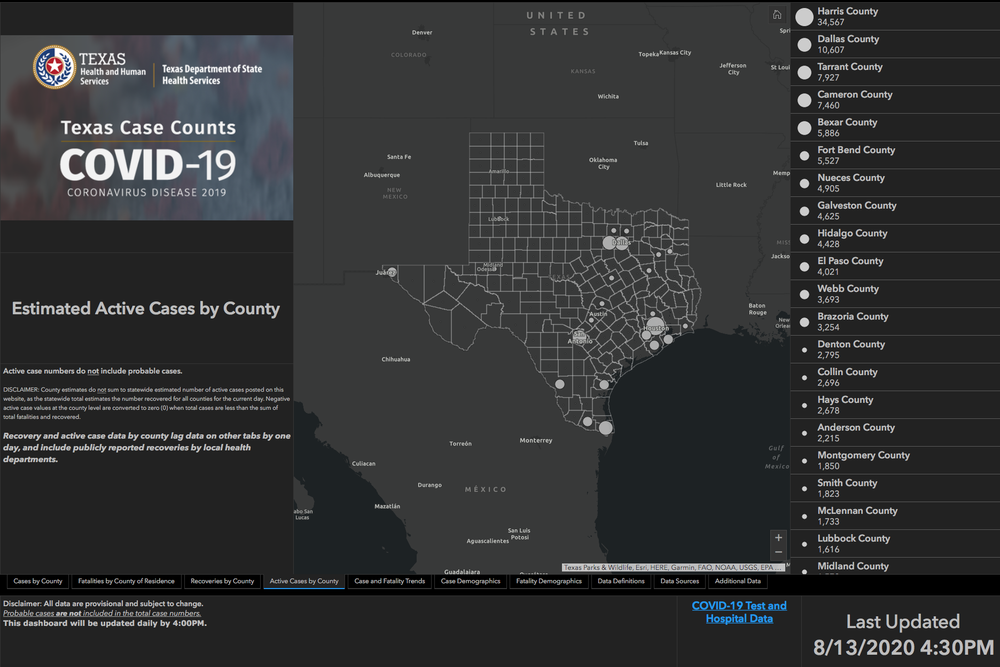 TEXAS
Health and Human
Services
Texas Department of State
Health Services
Texas Case Counts
COVID-19
CORONAVIRUS DISEASE 2019
Estimated Active Cases by County
Active case numbers do not include probable cases.
DISCLAIMER: County estimates do not sum to statewide estimated number of active cases posted on this
website, as the statewide total estimates the number recovered for all counties for the current day. Negative
active case values at the county level are converted to zero (0) when total cases are less than the sum of
total fatalities and recovered.
Recovery and active case data by county lag data on other tabs by one
day, and include publicly reported recoveries by local health
departments.
UNITED
STATES
Denver
COLORADO
Topeka
Kansas City
KANSAS
Jefferson
City
St Loui
Spri
Wichita
Tulsa
Santa Fe
Albuquerque
NEW
MEXICO
Oklahoma
City
Amarillo
Memp
Little Rock
Lubbock
Dallas
MISS
Jackso
Midland
Odessa
Juárez
TEXAS
Austin
Baton
Rouge
New
Orlea
Houston
San
Antonio
Chihuahua
Torreón
Monterrey
Gulf
of
Mexico
Culiacan
Durango
MÉXICO
Mazatlán
abo San
Lucas
San Luis
Potosi
Aguascalientes
Guadalajara
Querétaro
+
−
Texas Parks & Wildlife, Esri, HERE, Garmin, FAO, NOAA, USGS, EPA ...
M
Harris County
34,567
Dallas County
10,607
Tarrant County
7,927
Cameron County
7,460
Bexar County
5,886
Fort Bend County
5,527
Nueces County
4,905
Galveston County
4,625
Hidalgo County
4,428
El Paso County
4,021
Webb County
3,693
Brazoria County
3,254
Denton County
2,795
Collin County
2,696
Hays County
2,678
Anderson County
2,215
Montgomery County
1,850
Smith County
1,823
McLennan County
1,733
Lubbock County
1,616
Midland County
Cases by County
Fatalities by County of Residence
Recoveries by County
Active Cases by County
Case and Fatality Trends
Case Demographics
Fatality Demographics
Data Definitions
Data Sources
Additional Data
Disclaimer: All data are provisional and subject to change.
Probable cases are not included in the total case numbers.
This dashboard will be updated daily by 4:00PM.
COVID-19 Test and
Hospital Data
Last Updated
8/13/2020 4:30PM